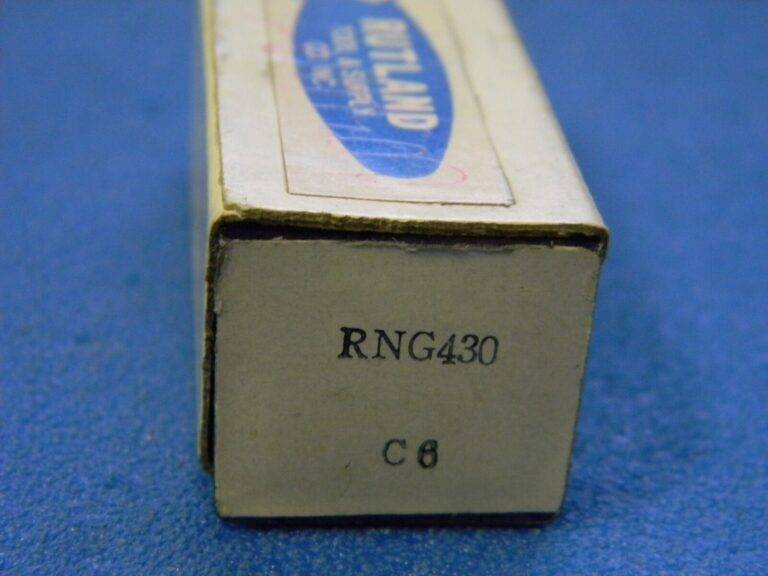 RUTLAND
TOOL & SUPPLY
CO. INC.
RNG430
C6